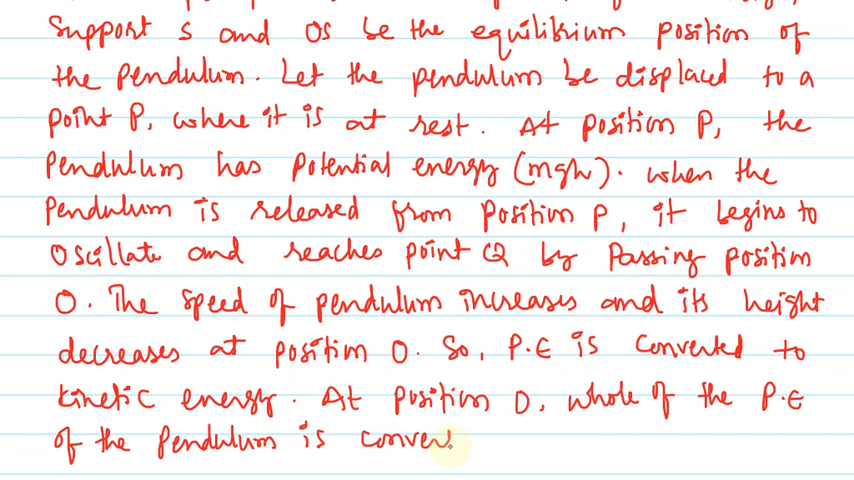 Support S and OS be the equilibrium position of
the Pendulum. Let the pendulum be displaced to a
point P, where it is at rest. At position P, the
Pendulum has Potential energy (mgh). when the
Pendulum is released from Position P, it begins to
Oscillate and reaches point Q by Passing position
O. The speed of pendulum increases and its height
decreases at position O. So, P.E is converted to
kinetic energy. At position O, whole of the P.E
of the Pendulum is conver